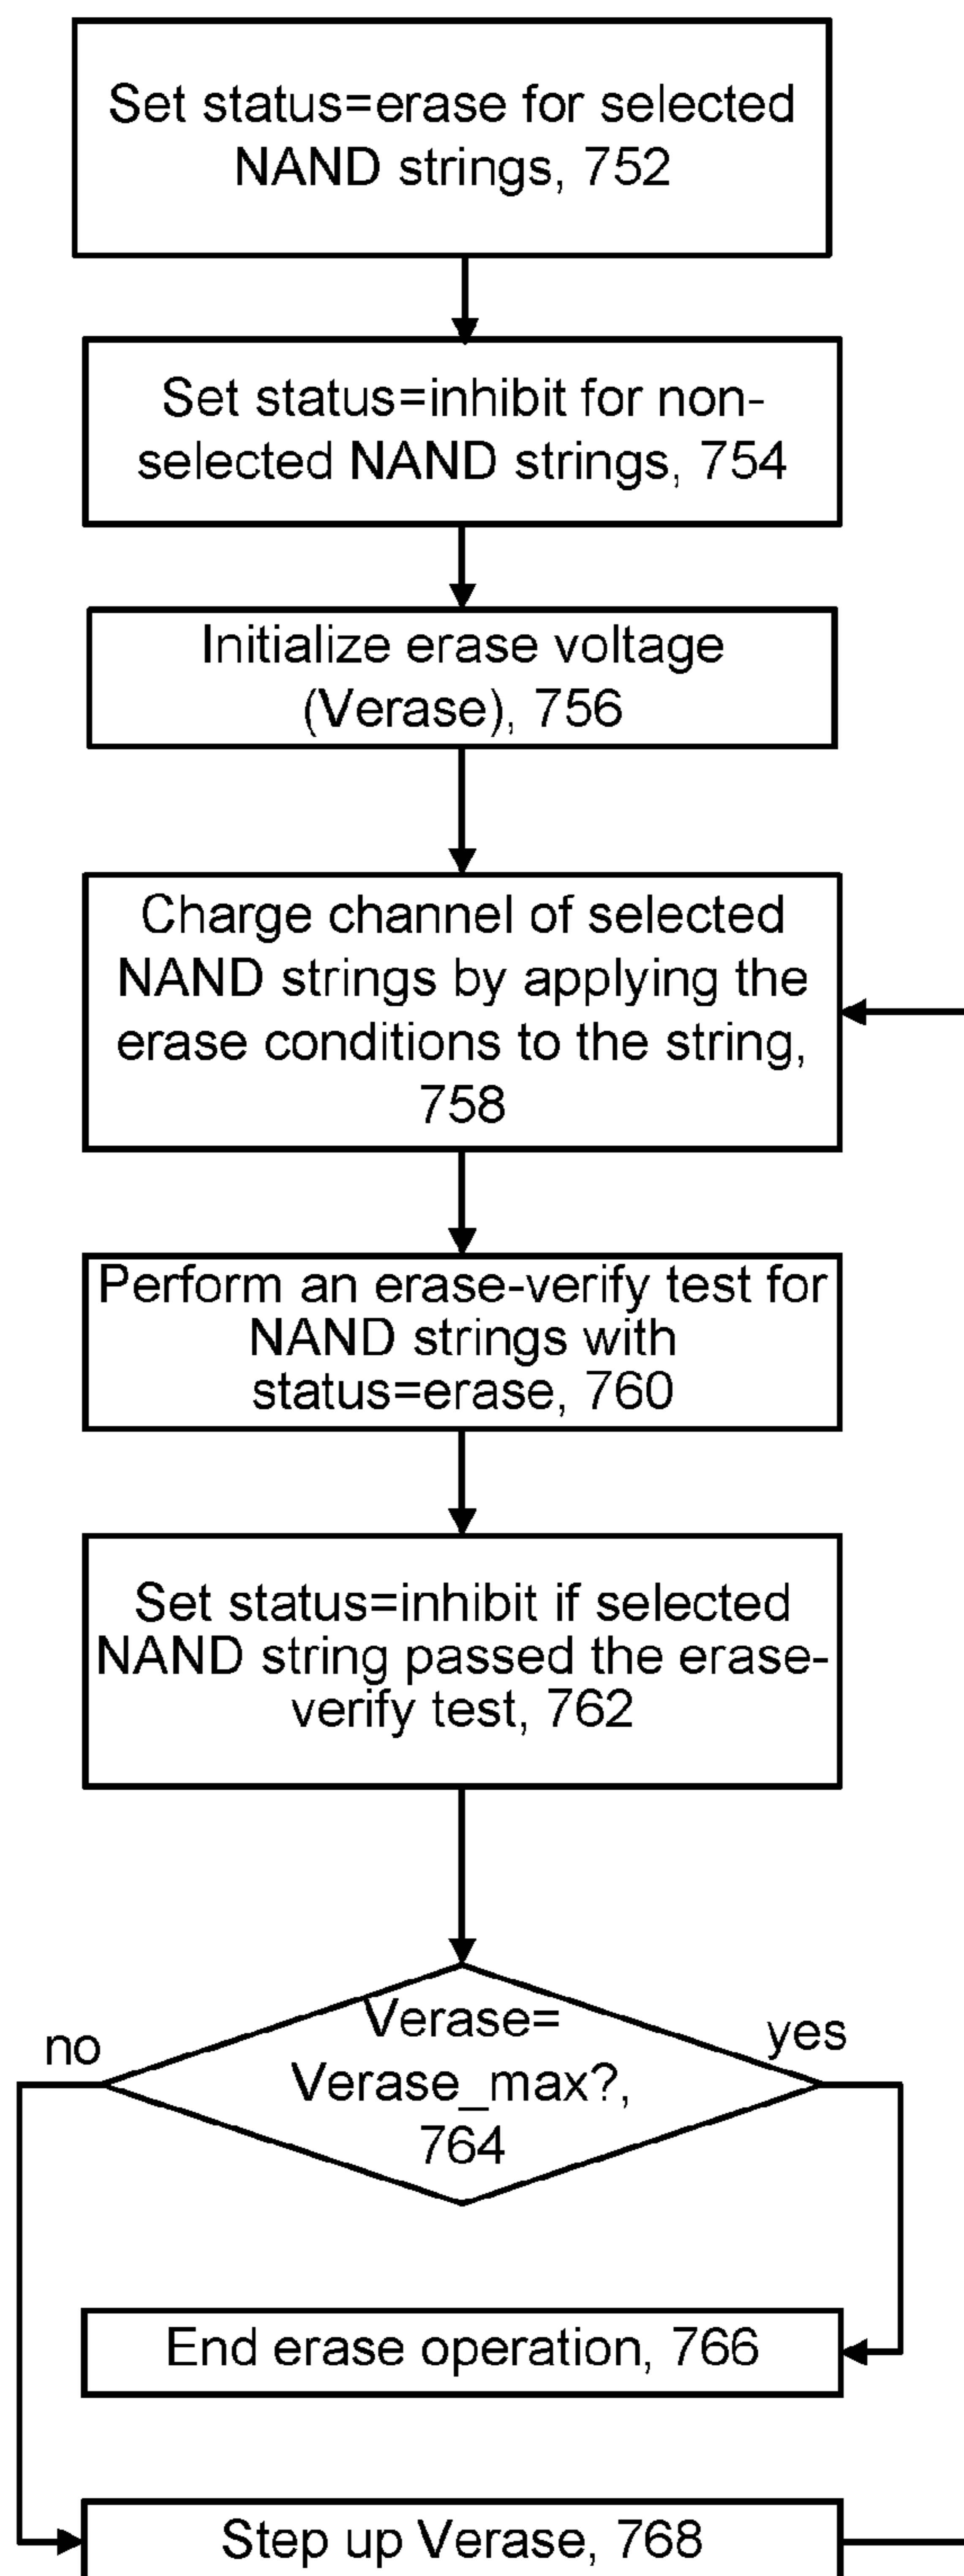 Set status=erase for selected
NAND strings, 752
Set status=inhibit for non-
selected NAND strings, 754
Initialize erase voltage
(Verase), 756
Charge channel of selected
NAND strings by applying the
erase conditions to the string,
758
Perform an erase-verify test for
NAND strings with
status=erase, 760
Set status=inhibit if selected
NAND string passed the erase-
verify test, 762
no
Verase=
yes
Verase_max?,
764
End erase operation, 766
Step up Verase, 768